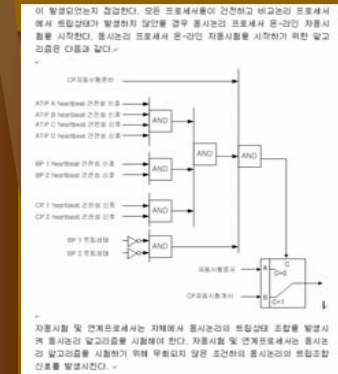 이 발생되었는지 점검한다. 모든 프로세서들이 건전하고 비교논리 프로세서
에서 트립상태가 발생하지 않았을 경우 동시논리 프로세서 온-라인 자동시
험을 시작한다. 동시논리 프로세서 온-라인 자동시험을 시작하기 위한 알고
리즘은 다음과 같다.
CP자동시험준비
ATIP A heartbeat 건전성 신호
ATIP B heartbeat 건전성 신호
ATIP C heartbeat 건전성 신호
ATIP D heartbeat 건전성 신호
AND
BP 1 heartbeat 건전성 신호
BP 2 heartbeat 건전성 신호
AND
AND
AND
CP 1 heartbeat 건전성 신호
CP 2 heartbeat 건전성 신호
AND
BP 1 트립상태
BP 2 트립상태
AND
C
A
C=0
CP자동시험개시
B
C=1
자동시험 및 연계프로세서는 자체에서 동시논리의 트립상태 조합을 발생시
켜 동시논리 알고리즘을 시험해야 한다. 자동시험 및 연계프로세서는 동시논
리 알고리즘을 시험하기 위해 우회되지 않은 조건하의 동시논리의 트립조합
신호를 발생시킨다.